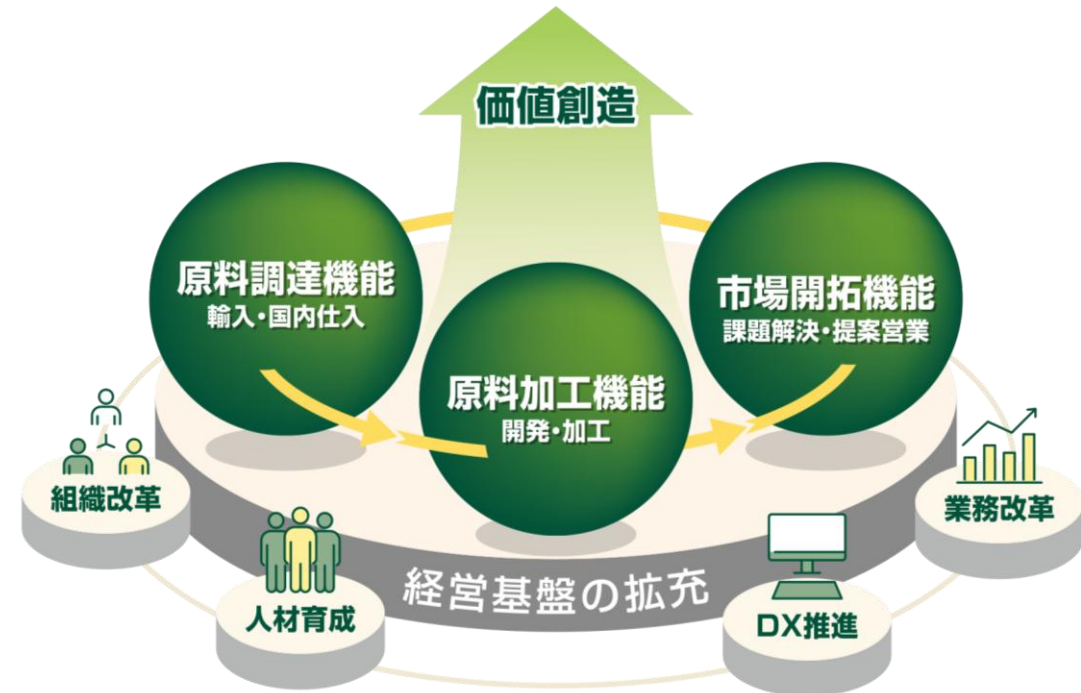 価値創造
原料調達機能
輸入・国内仕入
市場開拓機能
課題解決・提案営業
原料加工機能
開発・加工
組織改革
業務改革
経営基盤の拡充
人材育成
DX推進